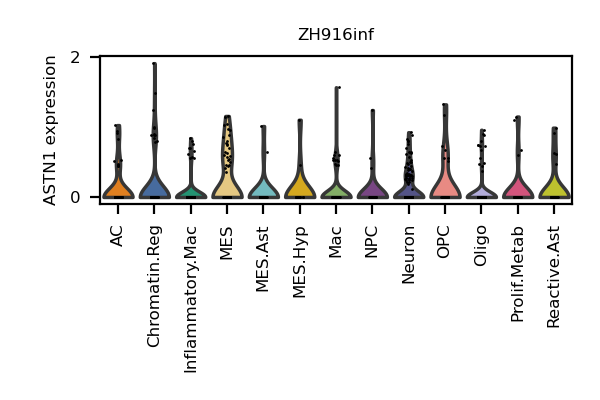 ZH916inf
ASTN1 expression
2
0
AC
Chromatin.Reg
Inflammatory.Mac
MES
MES.Ast
MES.Hyp
Mac
NPC
Neuron
OPC
Oligo
Prolif.Metab
Reactive.Ast